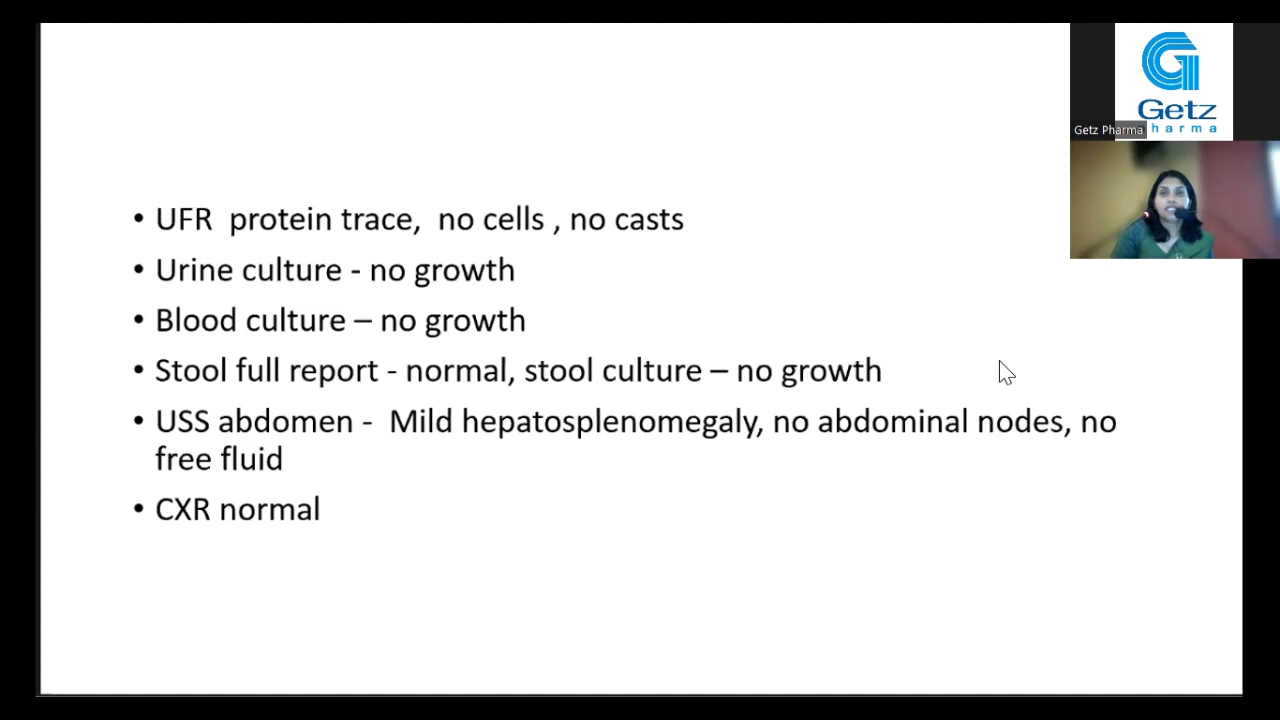 Getz
Getz Pharma
harma
• UFR  protein trace,  no cells , no casts
• Urine culture - no growth
• Blood culture – no growth
• Stool full report - normal, stool culture – no growth
• USS abdomen -  Mild hepatosplenomegaly, no abdominal nodes, no
free fluid
• CXR normal